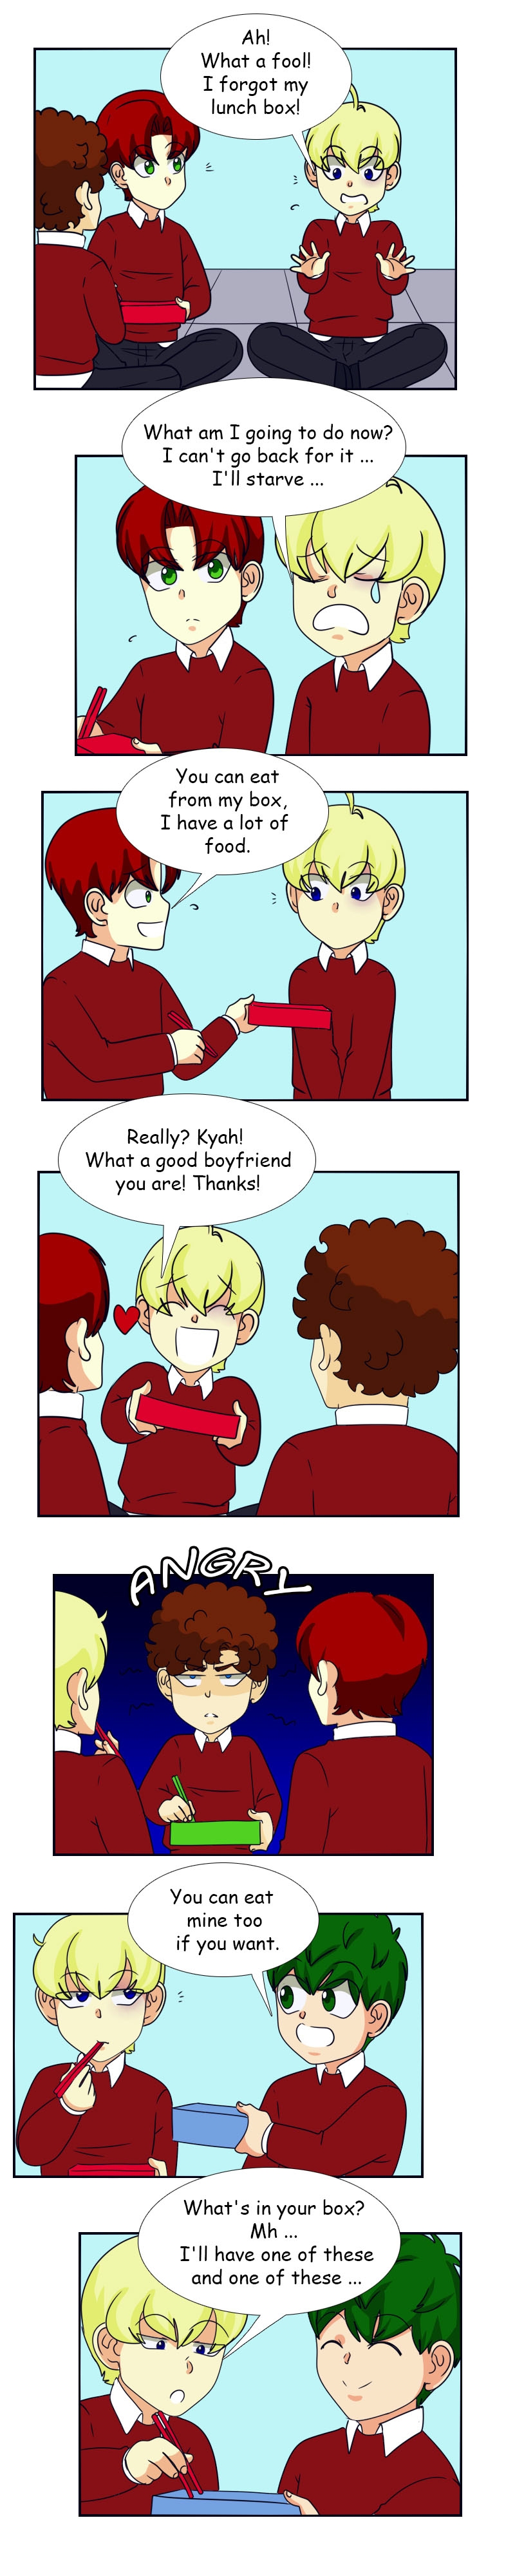 Ah!
What a fool!
I forgot my
lunch box!
What am I going to do now?
I can't go back for it ...
I'll starve ...
You can eat
from my box,
I have a lot of
food.
Really? Kyah!
What a good boyfriend
you are! Thanks!
ANGRY
You can eat
mine too
if you want.
What's in your box?
Mh ...
I'll have one of these
and one of these ...